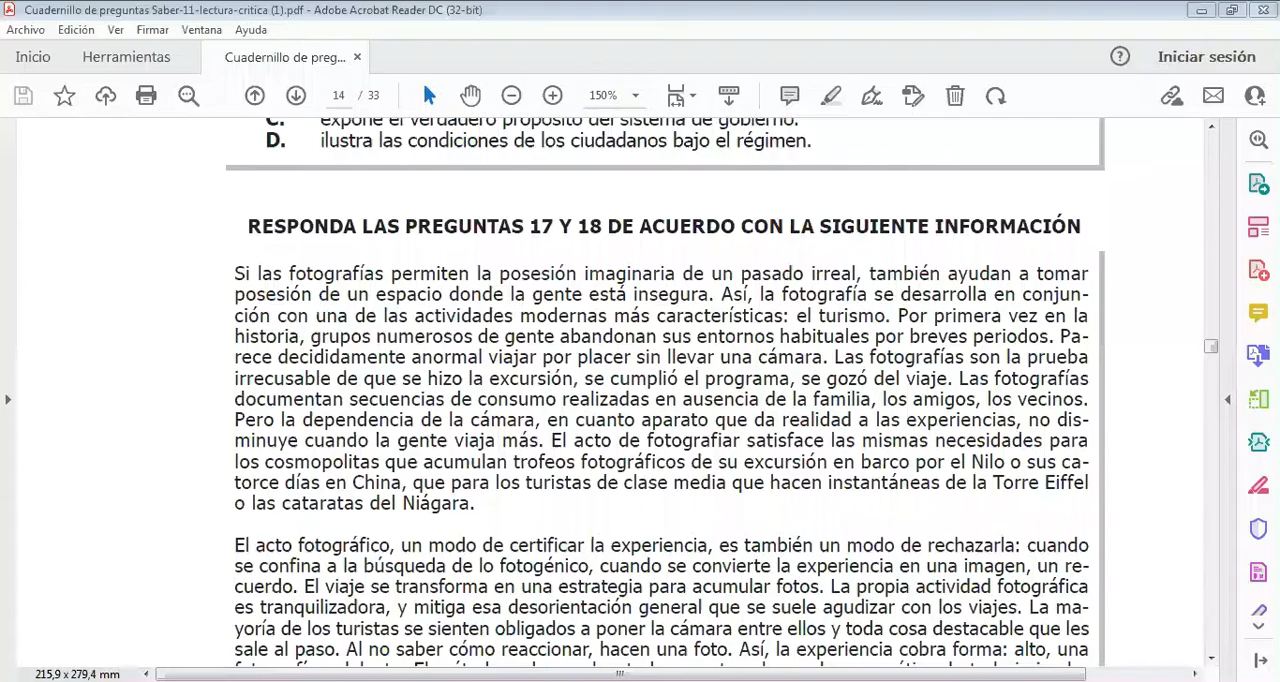 Cuadernillo de preguntas Saber-11-lectura-critica (1).pdf - Adobe Acrobat Reader DC (32-bit)
Archivo Edición Ver Firmar Ventana Ayuda
Inicio Herramientas Cuadernillo de preg... × Iniciar sesión
14 / 33 150%
C. expone el verdadero propósito del sistema de gobierno.
D. ilustra las condiciones de los ciudadanos bajo el régimen.
RESPONDA LAS PREGUNTAS 17 Y 18 DE ACUERDO CON LA SIGUIENTE INFORMACIÓN
Si las fotografías permiten la posesión imaginaria de un pasado irreal, también ayudan a tomar
posesión de un espacio donde la gente está insegura. Así, la fotografía se desarrolla en conjun-
ción con una de las actividades modernas más características: el turismo. Por primera vez en la
historia, grupos numerosos de gente abandonan sus entornos habituales por breves periodos. Pa-
rece decididamente anormal viajar por placer sin llevar una cámara. Las fotografías son la prueba
irrecusable de que se hizo la excursión, se cumplió el programa, se gozó del viaje. Las fotografías
documentan secuencias de consumo realizadas en ausencia de la familia, los amigos, los vecinos.
Pero la dependencia de la cámara, en cuanto aparato que da realidad a las experiencias, no dis-
minuye cuando la gente viaja más. El acto de fotografiar satisface las mismas necesidades para
los cosmopolitas que acumulan trofeos fotográficos de su excursión en barco por el Nilo o sus ca-
torce días en China, que para los turistas de clase media que hacen instantáneas de la Torre Eiffel
o las cataratas del Niágara.
El acto fotográfico, un modo de certificar la experiencia, es también un modo de rechazarla: cuando
se confina a la búsqueda de lo fotogénico, cuando se convierte la experiencia en una imagen, un re-
cuerdo. El viaje se transforma en una estrategia para acumular fotos. La propia actividad fotográfica
es tranquilizadora, y mitiga esa desorientación general que se suele agudizar con los viajes. La ma-
yoría de los turistas se sienten obligados a poner la cámara entre ellos y toda cosa destacable que les
sale al paso. Al no saber cómo reaccionar, hacen una foto. Así, la experiencia cobra forma: alto, una
215,9 x 279,4 mm